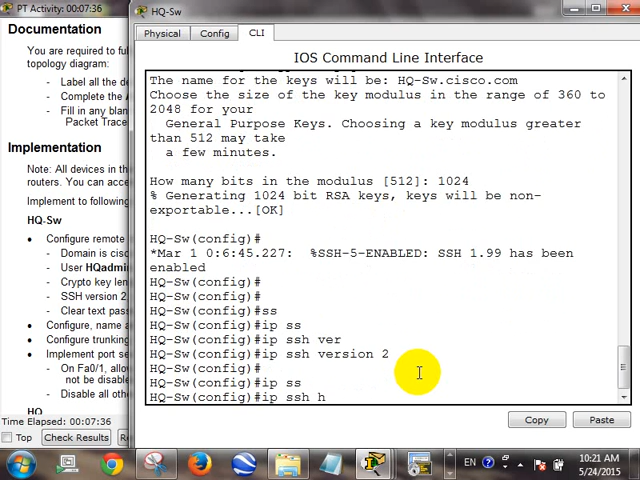 PT Activity: 00:07:36
Documentation
You are required to ful
topology diagram:
- Label all the de
- Complete the A
- Fill in any blan
Packet Trace
Implementation
Note: All devices in th
routers. You can acce
Implement to following
HQ-Sw
• Configure remote
- Domain is cisc
- User HQadmi
- Crypto key len
- SSH version 2
- Clear text pass
• Configure, name a
• Configure trunking
• Implement port se
- On Fa0/1, allow
not be disable
- Disable all othe
HQ
Time Elapsed: 00:07:36
Top
Check Results
Re
HQ-Sw
Physical
Config
CLI
IOS Command Line Interface
The name for the keys will be: HQ-Sw.cisco.com
Choose the size of the key modulus in the range of 360 to
2048 for your
General Purpose Keys. Choosing a key modulus greater
than 512 may take
a few minutes.
How many bits in the modulus [512]: 1024
% Generating 1024 bit RSA keys, keys will be non-
exportable...[OK]
HQ-Sw(config)#
*Mar 1 0:6:45.227: %SSH-5-ENABLED: SSH 1.99 has been
enabled
HQ-Sw(config)#
HQ-Sw(config)#
HQ-Sw(config)#ss
HQ-Sw(config)#ip ss
HQ-Sw(config)#ip ssh ver
HQ-Sw(config)#ip ssh version 2
HQ-Sw(config)#
HQ-Sw(config)#ip ss
HQ-Sw(config)#ip ssh h
Copy
Paste
EN
10:21 AM
5/24/2015